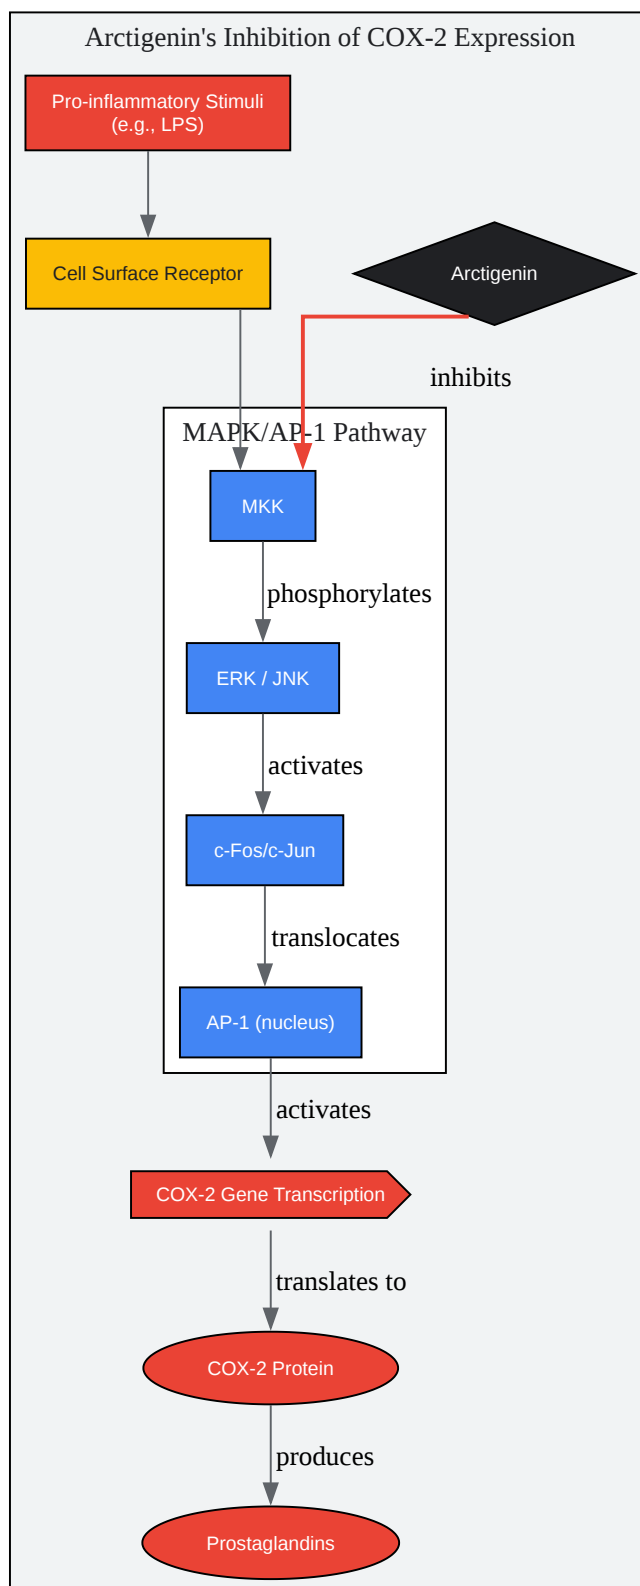 Arctigenin's Inhibition of COX-2 Expression
Pro-inflammatory Stimuli
(e.g., LPS)
Cell Surface Receptor
Arctigenin
inhibits
MAPK/AP-1 Pathway
MKK
phosphorylates
ERK / JNK
activates
c-Fos/c-Jun
translocates
AP-1 (nucleus)
activates
COX-2 Gene Transcription
translates to
COX-2 Protein
produces
Prostaglandins